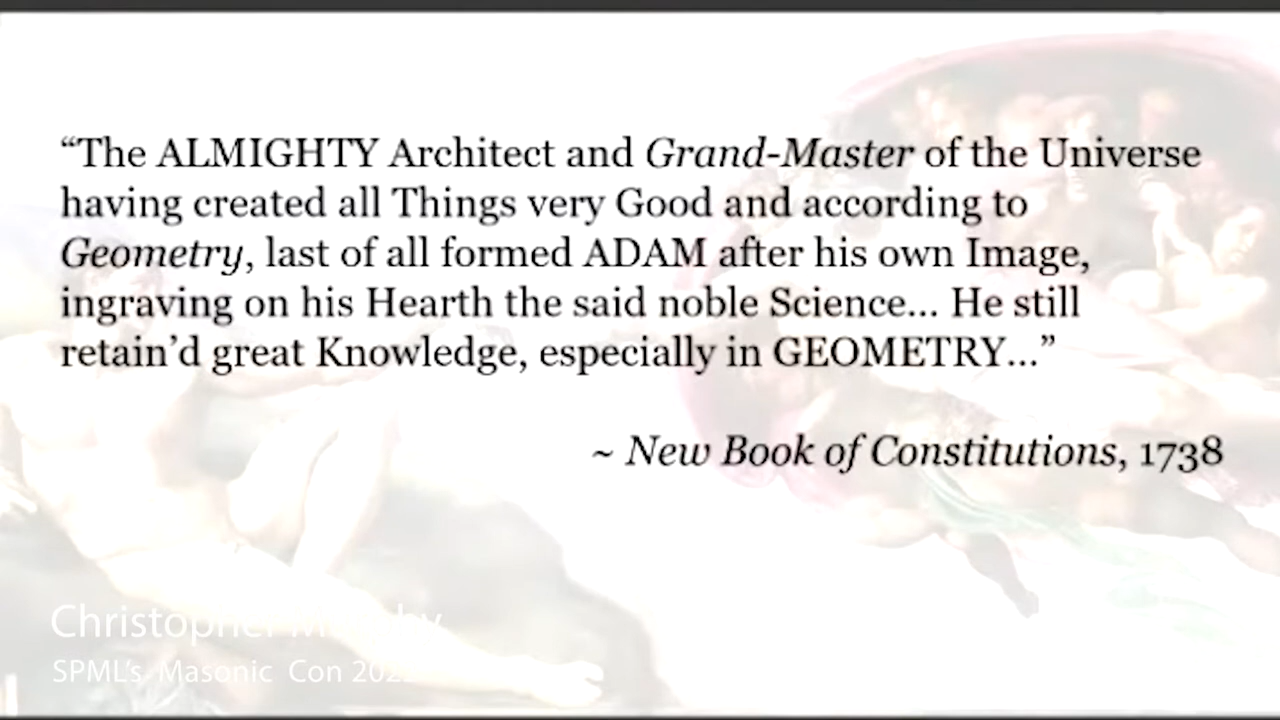 “The ALMIGHTY Architect and Grand-Master of the Universe
having created all Things very Good and according to
Geometry, last of all formed ADAM after his own Image,
ingraving on his Hearth the said noble Science... He still
retain’d great Knowledge, especially in GEOMETRY...”
~ New Book of Constitutions, 1738
Christopher
SPML’s Masonic Con